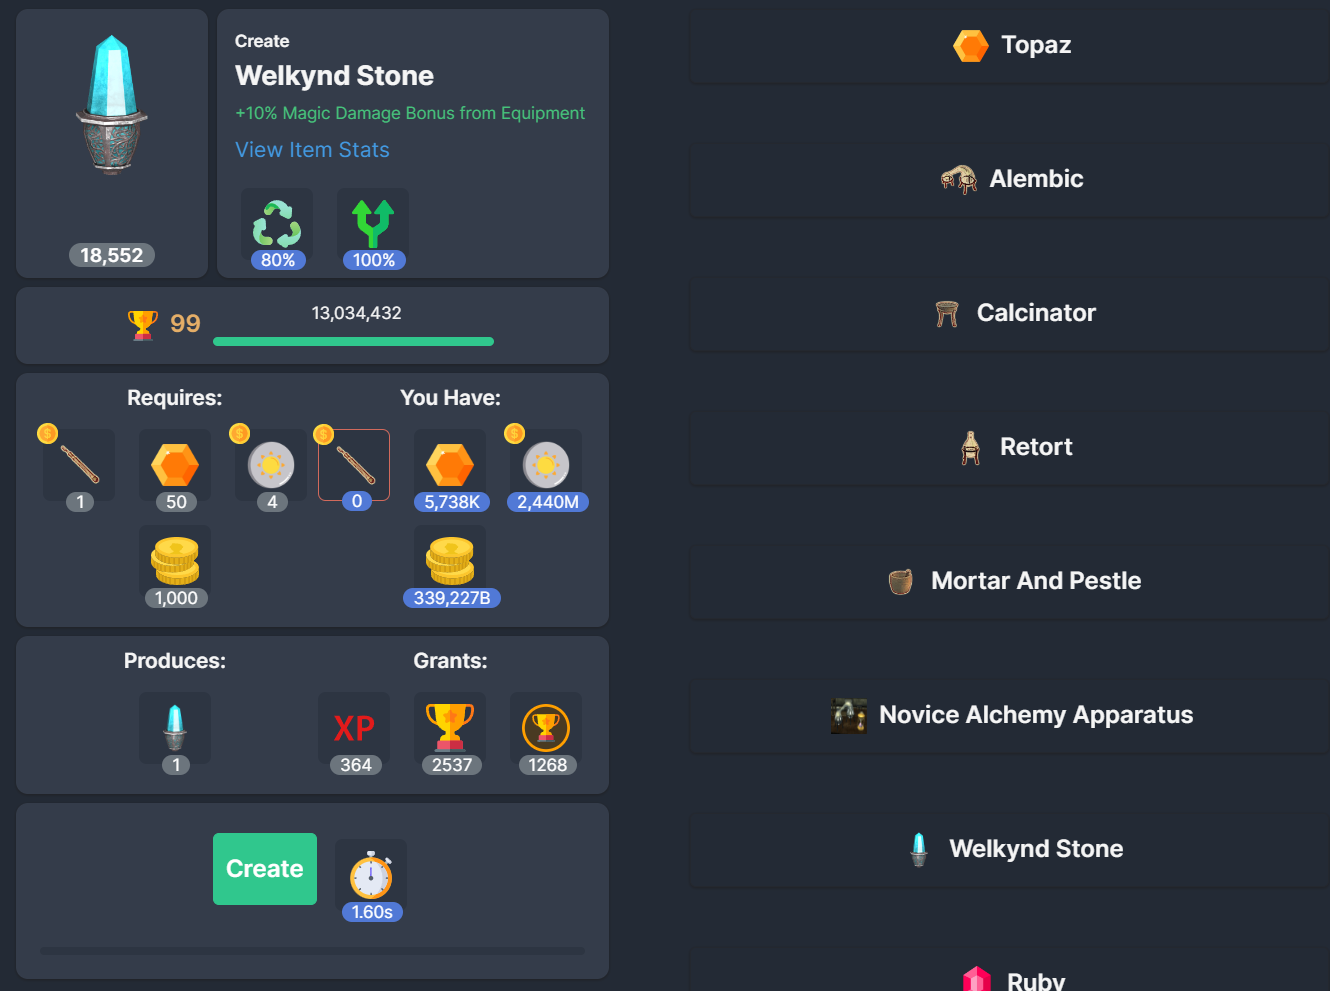 Create
Welkynd Stone
+10% Magic Damage Bonus from Equipment
View Item Stats
80% 100%
18,552
99 13,034,432
Requires: You Have:
1 50 4 0 5,738K 2,440M
1,000 339,227B
Produces: Grants:
XP
1 364 2537 1268
Create
1.60s
Topaz
Alembic
Calcinator
Retort
Mortar And Pestle
Novice Alchemy Apparatus
Welkynd Stone
Ruby